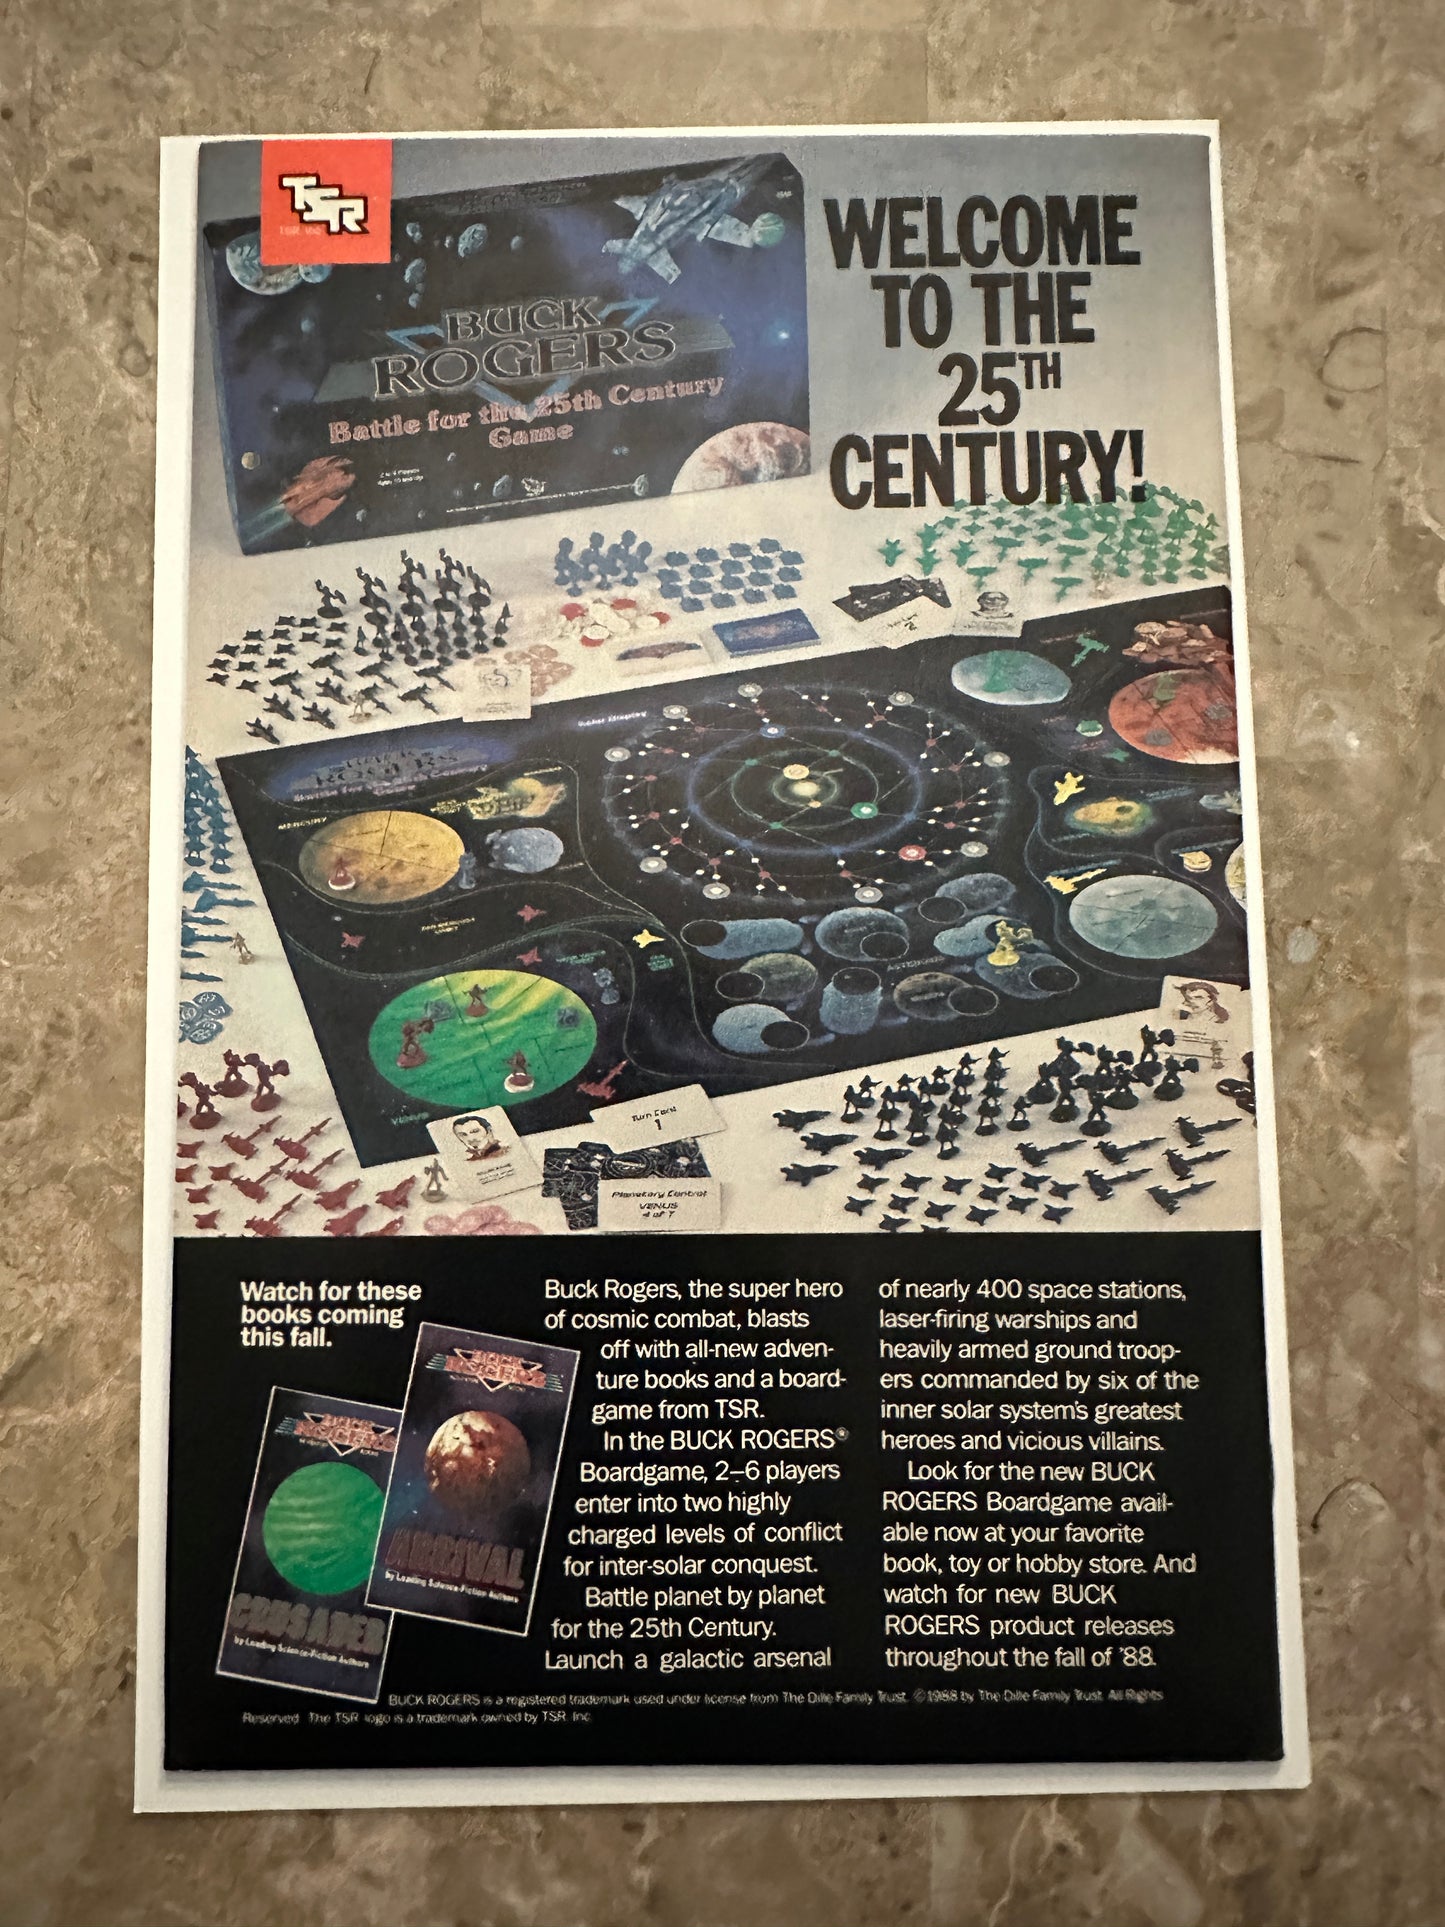 TSR
BUCK
ROGERS
Battle for the 25th Century
Game
WELCOME
TO THE
25TH
CENTURY!
MERCURY
VENUS
Turn Card
1
Planetary Control
VENUS
4 of 7
Watch for these
books coming
this fall.
BUCK
ROGERS
ARRIVAL
by Leading Science-Fiction Authors
BUCK
ROGERS
CRUSADER
by Leading Science-Fiction Authors
Buck Rogers, the super hero
of cosmic combat, blasts
off with all-new adven-
ture books and a board-
game from TSR.
In the BUCK ROGERS®
Boardgame, 2–6 players
enter into two highly
charged levels of conflict
for inter-solar conquest.
Battle planet by planet
for the 25th Century.
Launch a galactic arsenal
of nearly 400 space stations,
laser-firing warships and
heavily armed ground troop-
ers commanded by six of the
inner solar system's greatest
heroes and vicious villains.
Look for the new BUCK
ROGERS Boardgame avail-
able now at your favorite
book, toy or hobby store. And
watch for new BUCK
ROGERS product releases
throughout the fall of '88.
BUCK ROGERS is a registered trademark used under license from The Dille Family Trust. ©1988 by The Dille Family Trust. All Rights
Reserved. The TSR logo is a trademark owned by TSR, Inc.